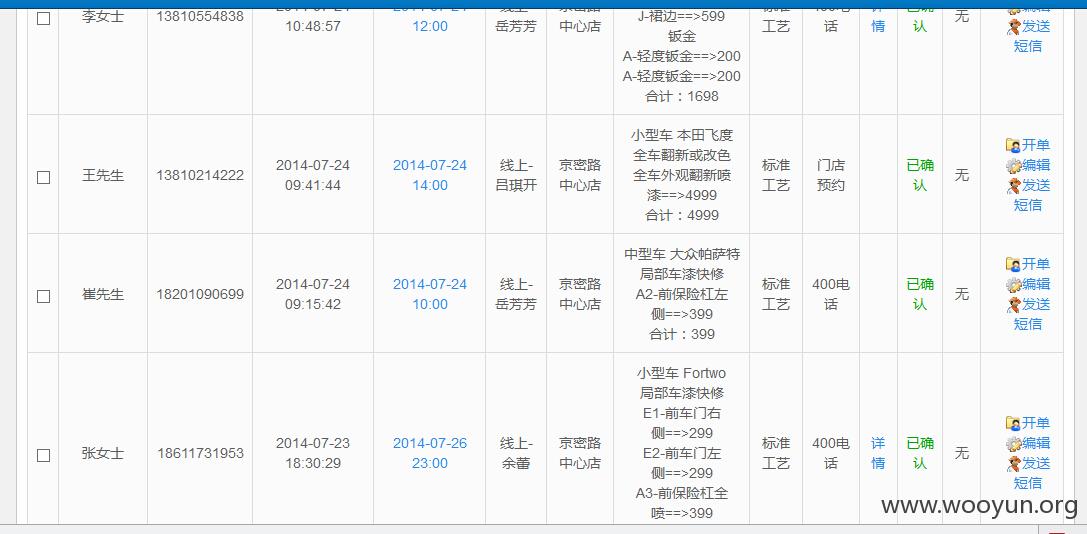 李女士
13810554838
10:48:57
12:00
岳芳芳
中心店
J-裙边==>599
钣金
A-轻度钣金==>200
A-轻度钣金==>200
合计：1698
工艺
话
情
认
无
编辑
发送
短信
王先生
13810214222
2014-07-24
09:41:44
2014-07-24
14:00
线上-
吕琪开
京密路
中心店
小型车 本田飞度
全车翻新或改色
全车外观翻新喷
漆==>4999
合计：4999
标准
工艺
门店
预约
已确
认
无
开单
编辑
发送
短信
崔先生
18201090699
2014-07-24
09:15:42
2014-07-24
10:00
线上-
岳芳芳
京密路
中心店
中型车 大众帕萨特
局部车漆快修
A2-前保险杠左
侧==>399
合计：399
标准
工艺
400电
话
已确
认
无
开单
编辑
发送
短信
张女士
18611731953
2014-07-23
18:30:29
2014-07-26
23:00
线上-
余蕾
京密路
中心店
小型车 Fortwo
局部车漆快修
E1-前车门右
侧==>299
E2-前车门左
侧==>299
A3-前保险杠全
喷==>399
标准
工艺
400电
话
详
情
已确
认
无
开单
编辑
发送
短信
www.wooyun.org